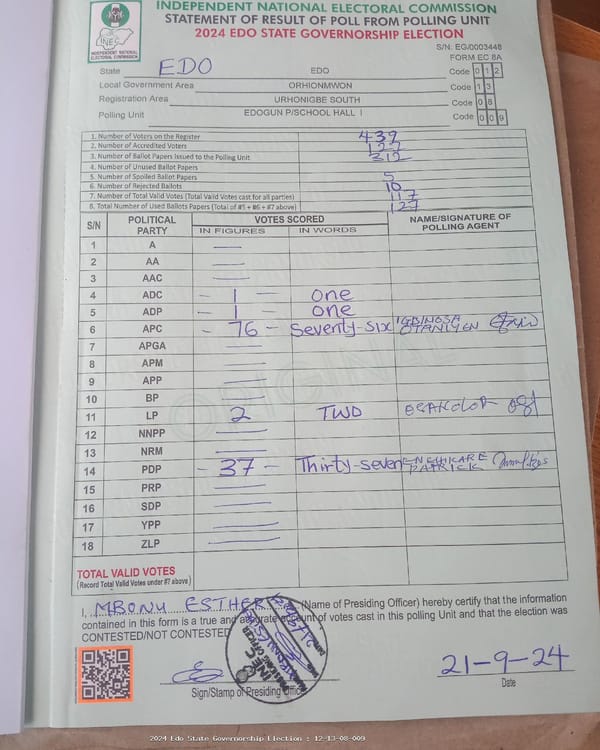 INDEPENDENT NATIONAL ELECTORAL COMMISSION
STATEMENT OF RESULT OF POLL FROM POLLING UNIT
2024 EDO STATE GOVERNORSHIP ELECTION
INEC
INDEPENDENT NATIONAL ELECTORAL COMMISSION
S/N: EG/0003448
FORM EC 8A
State EDO EDO Code 0 1 2
Local Government Area ORHIONMWON Code 1 3
Registration Area URHONIGBE SOUTH Code 0 8
Polling Unit EDOGUN P/SCHOOL HALL I Code 0 0 9
1. Number of Voters on the Register 439
2. Number of Accredited Voters 127
3. Number of Ballot Papers Issued to the Polling Unit
4. Number of Unused Ballot Papers 312
5. Number of Spoiled Ballot Papers 5
6. Number of Rejected Ballots 10
7. Number of Total Valid Votes (Total Valid Votes cast for all parties) 117
8. Total Number of Used Ballots Papers (Total of #5 + #6 + #7 above) 127
S/N POLITICAL PARTY VOTES SCORED NAME/SIGNATURE OF POLLING AGENT
IN FIGURES IN WORDS
1 A —
2 AA —
3 AAC —
4 ADC - 1 - one
5 ADP - 1 - one
6 APC - 76 - Seventy-six IGBINOSA OTANIYEN
7 APGA —
8 APM —
9 APP —
10 BP —
11 LP 2 TWO
12 NNPP —
13 NRM —
14 PDP - 37 - Thirty-seven PATRICK
15 PRP —
16 SDP —
17 YPP —
18 ZLP —
TOTAL VALID VOTES
(Record Total Valid Votes under #7 above)
I, MBONU ESTHER (Name of Presiding Officer) hereby certify that the information
contained in this form is a true and accurate account of votes cast in this polling Unit and that the election was
CONTESTED/NOT CONTESTED
INEC
21-9-24
Sign/Stamp of Presiding Officer Date
2024 Edo State Governorship Election : 12-13-08-009